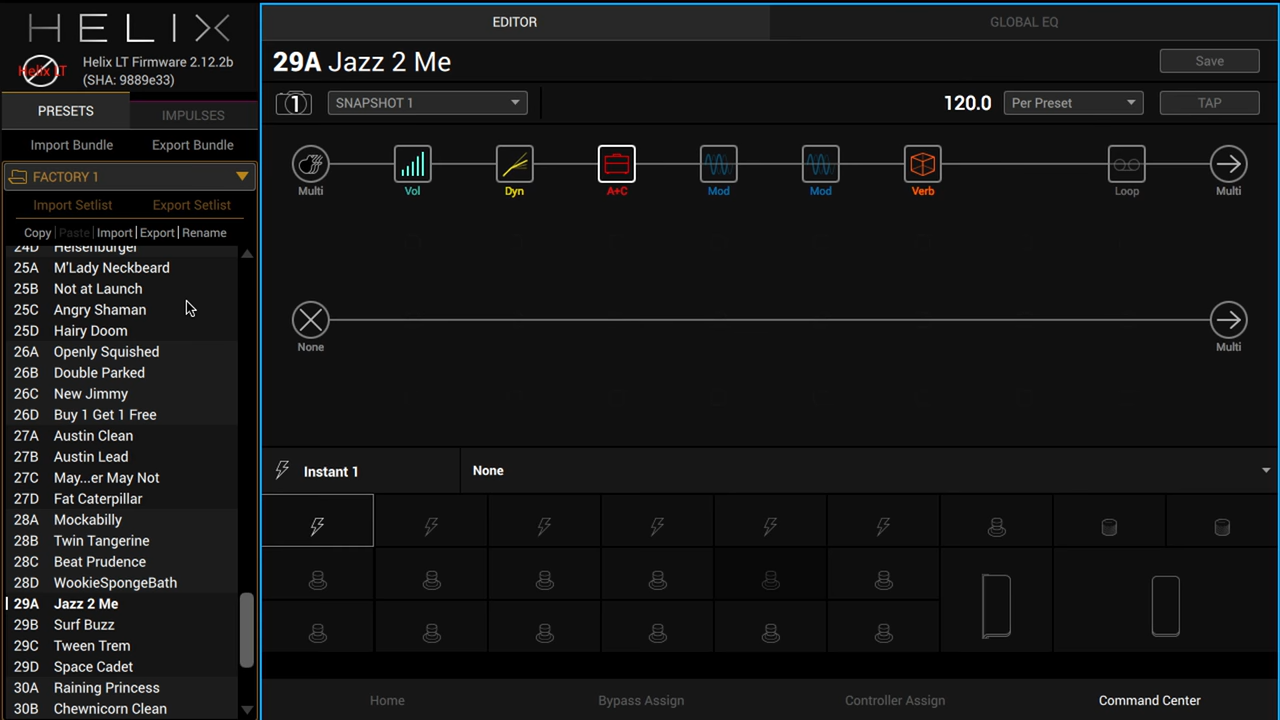 HELIX
Helix LT
Helix LT Firmware 2.12.2b
(SHA: 9889e33)
PRESETS
IMPULSES
Import Bundle
Export Bundle
FACTORY 1
Import Setlist
Export Setlist
Copy Paste Import Export Rename
24D Heisenburger
25A M'Lady Neckbeard
25B Not at Launch
25C Angry Shaman
25D Hairy Doom
26A Openly Squished
26B Double Parked
26C New Jimmy
26D Buy 1 Get 1 Free
27A Austin Clean
27B Austin Lead
27C May...er May Not
27D Fat Caterpillar
28A Mockabilly
28B Twin Tangerine
28C Beat Prudence
28D WookieSpongeBath
29A Jazz 2 Me
29B Surf Buzz
29C Tween Trem
29D Space Cadet
30A Raining Princess
30B Chewnicorn Clean
EDITOR
GLOBAL EQ
29A Jazz 2 Me
Save
1
SNAPSHOT 1
120.0
Per Preset
TAP
Multi
Vol
Dyn
A+C
Mod
Mod
Verb
Loop
Multi
None
Multi
Instant 1
None
Home
Bypass Assign
Controller Assign
Command Center